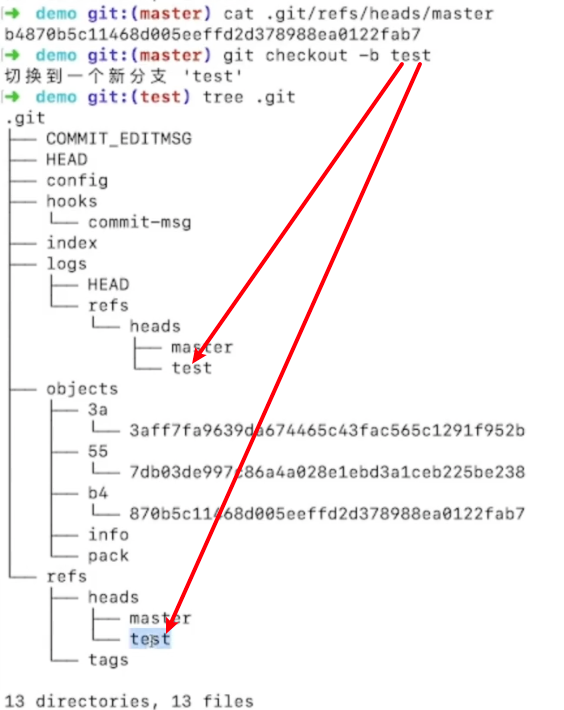 ➜ demo git:(master) cat .git/refs/heads/master
b4870b5c11468d005eeffd2d378988ea0122fab7
➜ demo git:(master) git checkout -b test
切换到一个新分支 'test'
➜ demo git:(test) tree .git
.git
├── COMMIT_EDITMSG
├── HEAD
├── config
├── hooks
│   └── commit-msg
├── index
├── logs
│   ├── HEAD
│   └── refs
│       └── heads
│           ├── master
│           └── test
├── objects
│   ├── 3a
│   │   └── 3aff7fa9639da674465c43fac565c1291f952b
│   ├── 55
│   │   └── 7db03de997c86a4a028e1ebd3a1ceb225be238
│   ├── b4
│   │   └── 870b5c11468d005eeffd2d378988ea0122fab7
│   ├── info
│   └── pack
└── refs
    ├── heads
    │   ├── master
    │   └── test
    └── tags
13 directories, 13 files